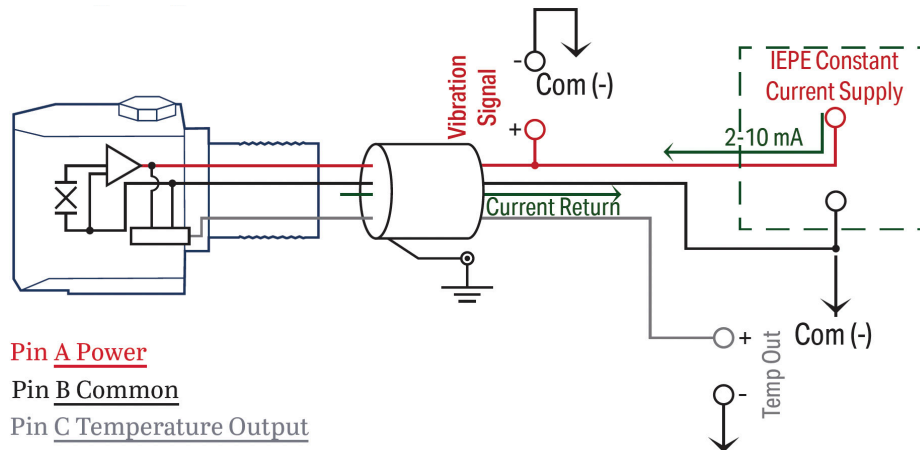 -
Com (-)
Vibration
Signal
+
IEPE Constant
Current Supply
2-10 mA
Current Return
Com (-)
+
-
Temp Out
Pin A Power
Pin B Common
Pin C Temperature Output